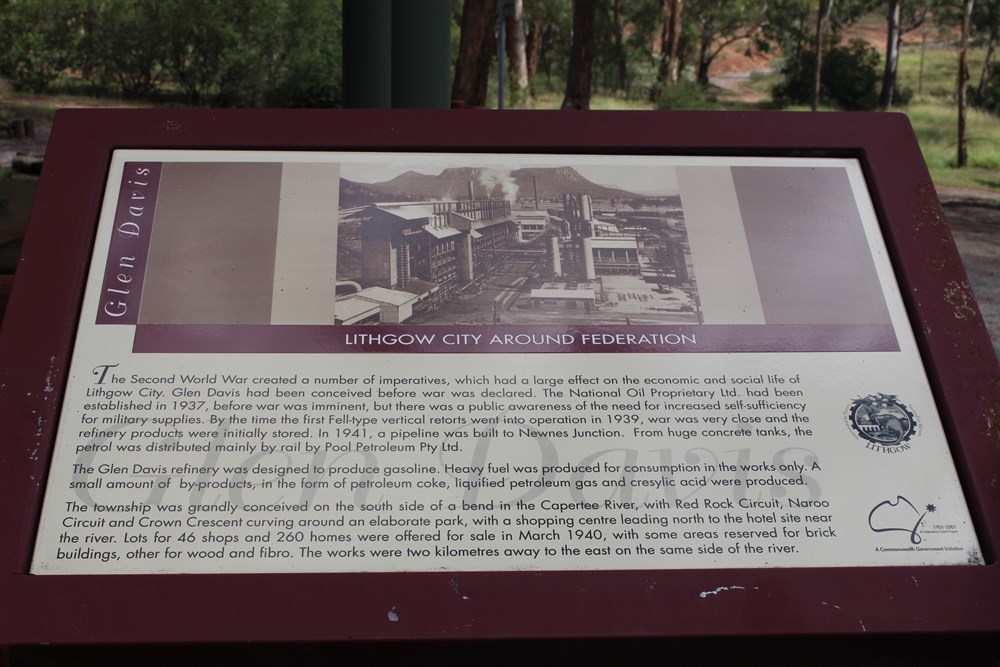 Glen Davis
LITHGOW CITY AROUND FEDERATION
The Second World War created a number of imperatives, which had a large effect on the economic and social life of
Lithgow City. Glen Davis had been conceived before war was declared. The National Oil Proprietary Ltd. had been
established in 1937, before war was imminent, but there was a public awareness of the need for increased self-sufficiency
for military supplies. By the time the first Fell-type vertical retorts went into operation in 1939, war was very close and the
refinery products were initially stored. In 1941, a pipeline was built to Newnes Junction. From huge concrete tanks, the
petrol was distributed mainly by rail by Pool Petroleum Pty Ltd.
The Glen Davis refinery was designed to produce gasoline. Heavy fuel was produced for consumption in the works only. A
small amount of by-products, in the form of petroleum coke, liquified petroleum gas and cresylic acid were produced.
The township was grandly conceived on the south side of a bend in the Capertee River, with Red Rock Circuit, Naroo
Circuit and Crown Crescent curving around an elaborate park, with a shopping centre leading north to the hotel site near
the river. Lots for 46 shops and 260 homes were offered for sale in March 1940, with some areas reserved for brick
buildings, other for wood and fibro. The works were two kilometres away to the east on the same side of the river.
Glen Davis
LITHGOW
1901-2001
A Commonwealth Government Initiative